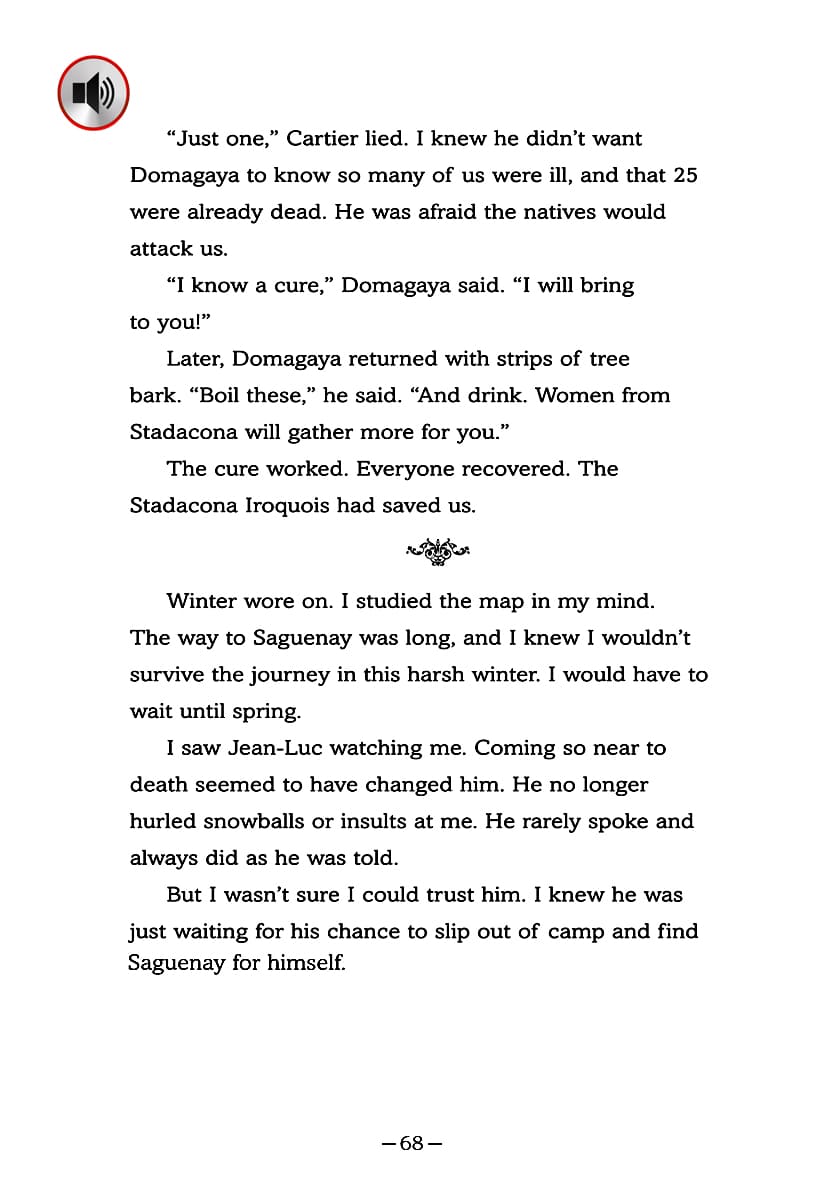 “Just one,” Cartier lied. I knew he didn’t want
Domagaya to know so many of us were ill, and that 25
were already dead. He was afraid the natives would
attack us.
“I know a cure,” Domagaya said. “I will bring
to you!”
Later, Domagaya returned with strips of tree
bark. “Boil these,” he said. “And drink. Women from
Stadacona will gather more for you.”
The cure worked. Everyone recovered. The
Stadacona Iroquois had saved us.
Winter wore on. I studied the map in my mind.
The way to Saguenay was long, and I knew I wouldn’t
survive the journey in this harsh winter. I would have to
wait until spring.
I saw Jean-Luc watching me. Coming so near to
death seemed to have changed him. He no longer
hurled snowballs or insults at me. He rarely spoke and
always did as he was told.
But I wasn’t sure I could trust him. I knew he was
just waiting for his chance to slip out of camp and find
Saguenay for himself.
—68—